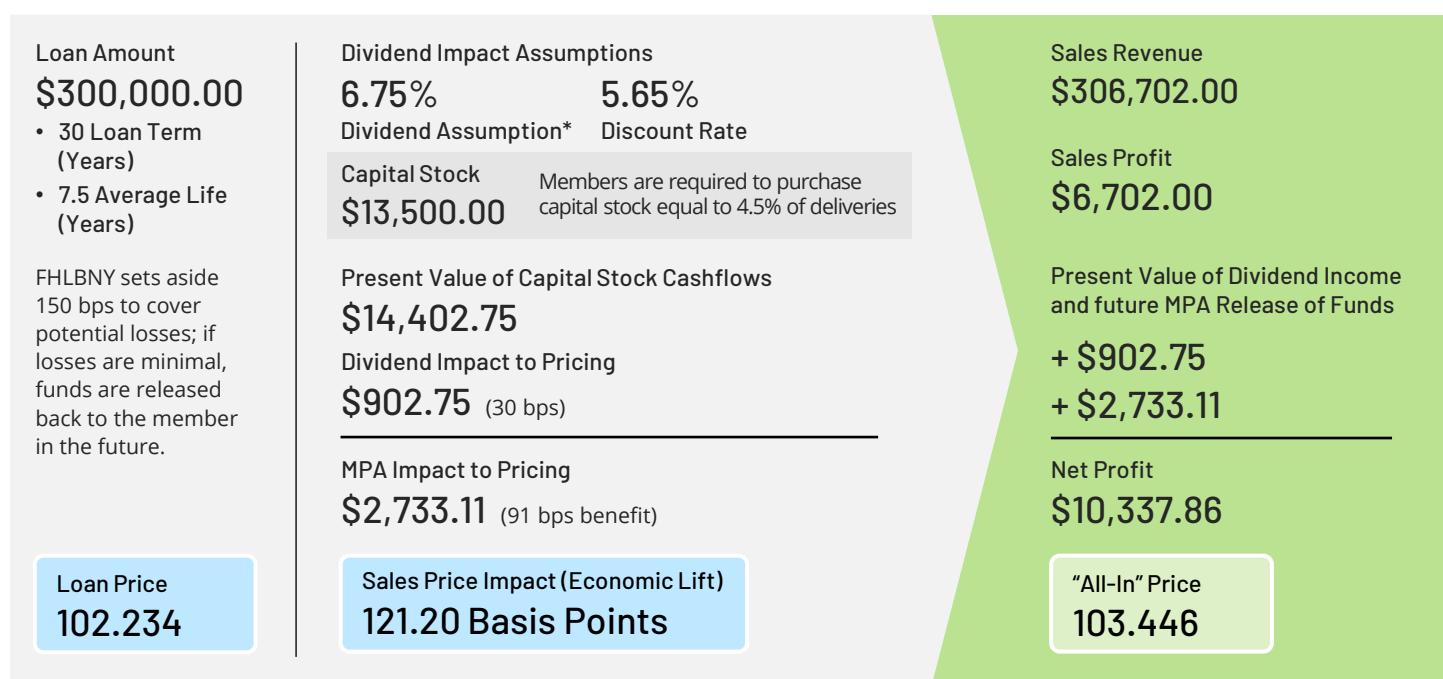 Loan Amount
$300,000.00
• 30 Loan Term
(Years)
• 7.5 Average Life
(Years)
FHLBNY sets aside
150 bps to cover
potential losses; if
losses are minimal,
funds are released
back to the member
in the future.
Loan Price
102.234
Dividend Impact Assumptions
6.75% 5.65%
Dividend Assumption* Discount Rate
Capital Stock
$13,500.00
Members are required to purchase
capital stock equal to 4.5% of deliveries
Present Value of Capital Stock Cashflows
$14,402.75
Dividend Impact to Pricing
$902.75 (30 bps)
MPA Impact to Pricing
$2,733.11 (91 bps benefit)
Sales Price Impact (Economic Lift)
121.20 Basis Points
Sales Revenue
$306,702.00
Sales Profit
$6,702.00
Present Value of Dividend Income
and future MPA Release of Funds
+ $902.75
+ $2,733.11
Net Profit
$10,337.86
“All-In” Price
103.446